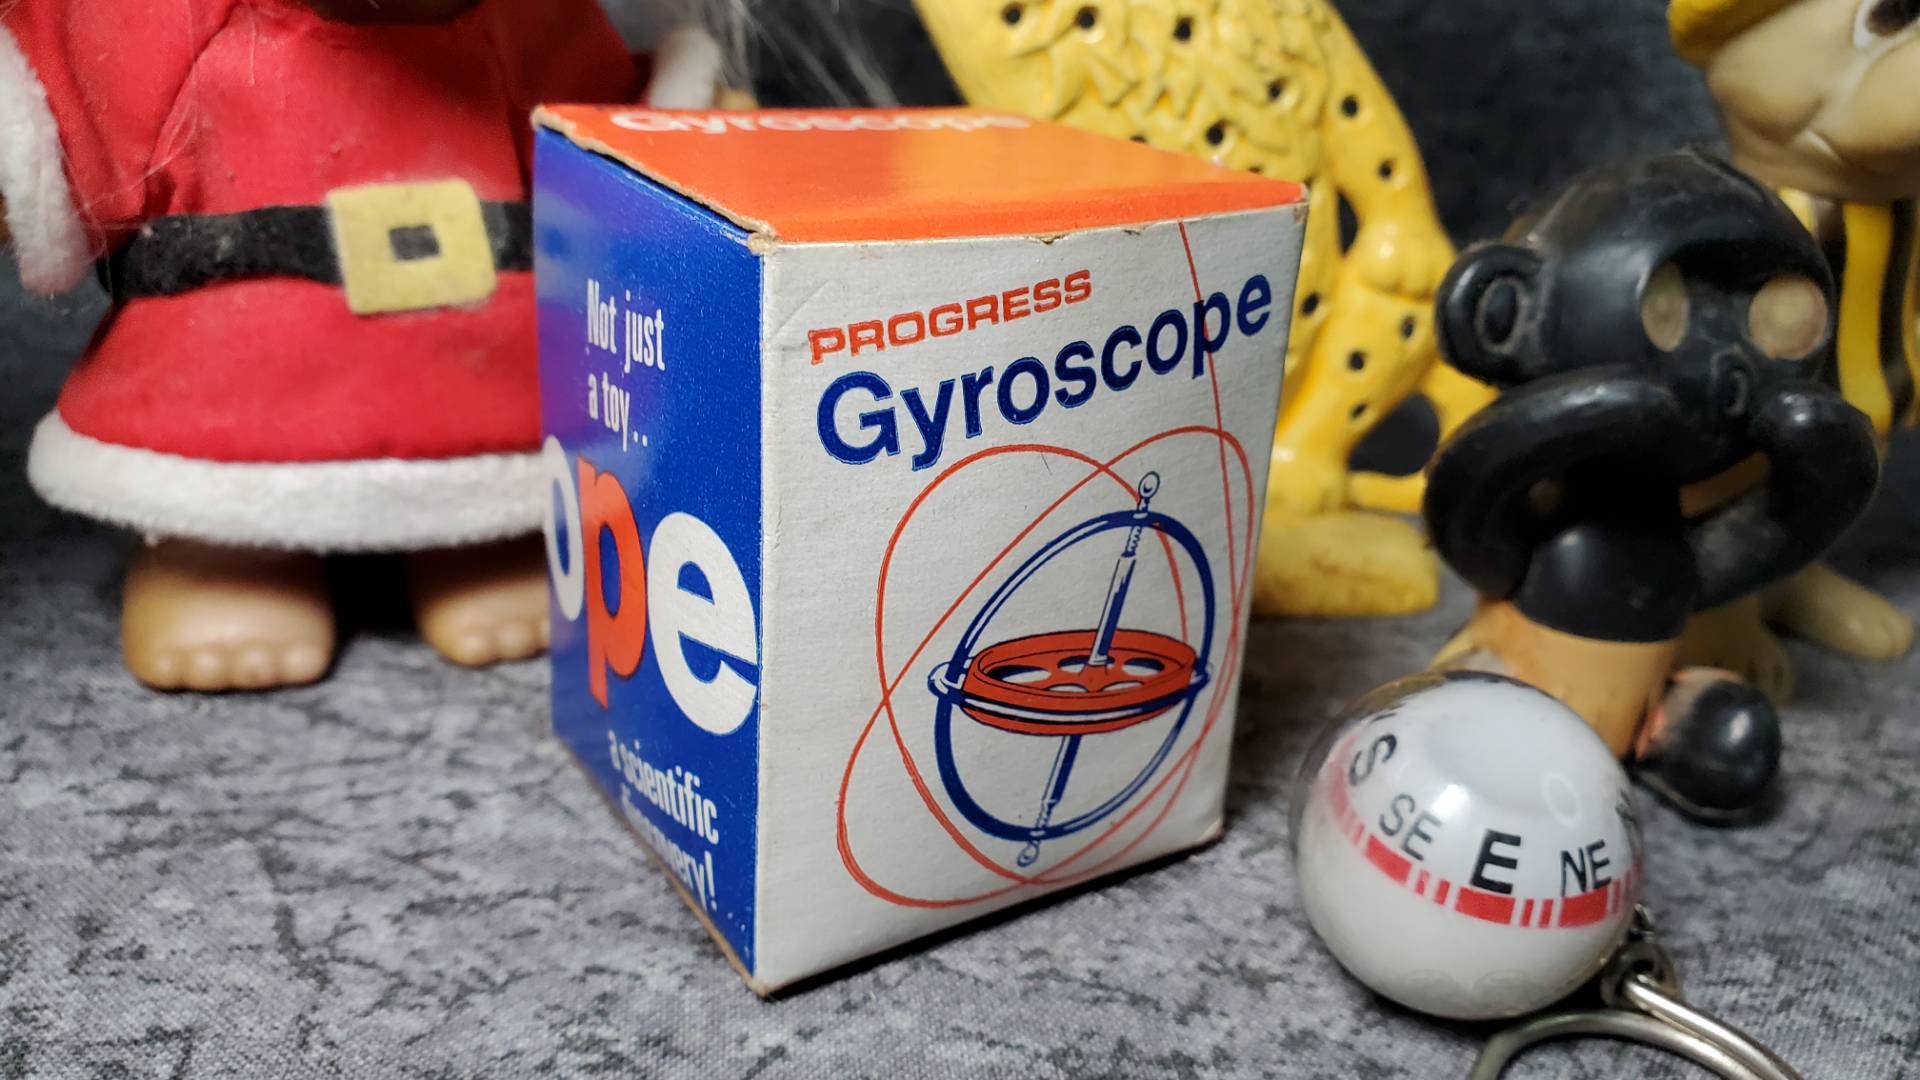 Gyroscope
PROGRESS
Gyroscope
Not just
a toy..
ope
a scientific
S SE E NE